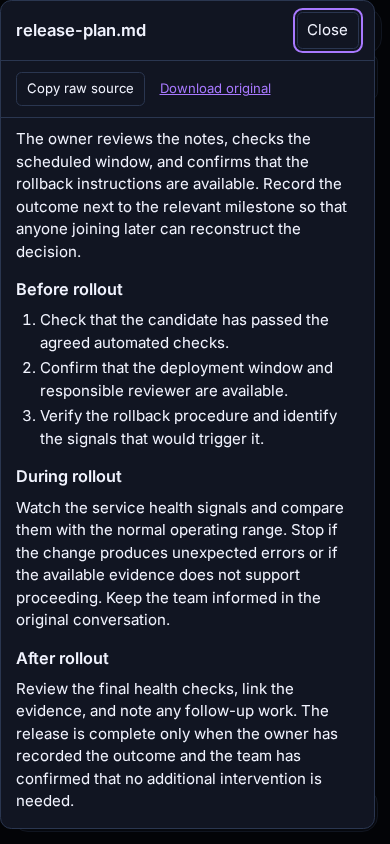 release-plan.md
Close
Copy raw source
Download original
The owner reviews the notes, checks the
scheduled window, and confirms that the
rollback instructions are available. Record the
outcome next to the relevant milestone so that
anyone joining later can reconstruct the
decision.
Before rollout
1. Check that the candidate has passed the
agreed automated checks.
2. Confirm that the deployment window and
responsible reviewer are available.
3. Verify the rollback procedure and identify
the signals that would trigger it.
During rollout
Watch the service health signals and compare
them with the normal operating range. Stop if
the change produces unexpected errors or if
the available evidence does not support
proceeding. Keep the team informed in the
original conversation.
After rollout
Review the final health checks, link the
evidence, and note any follow-up work. The
release is complete only when the owner has
recorded the outcome and the team has
confirmed that no additional intervention is
needed.